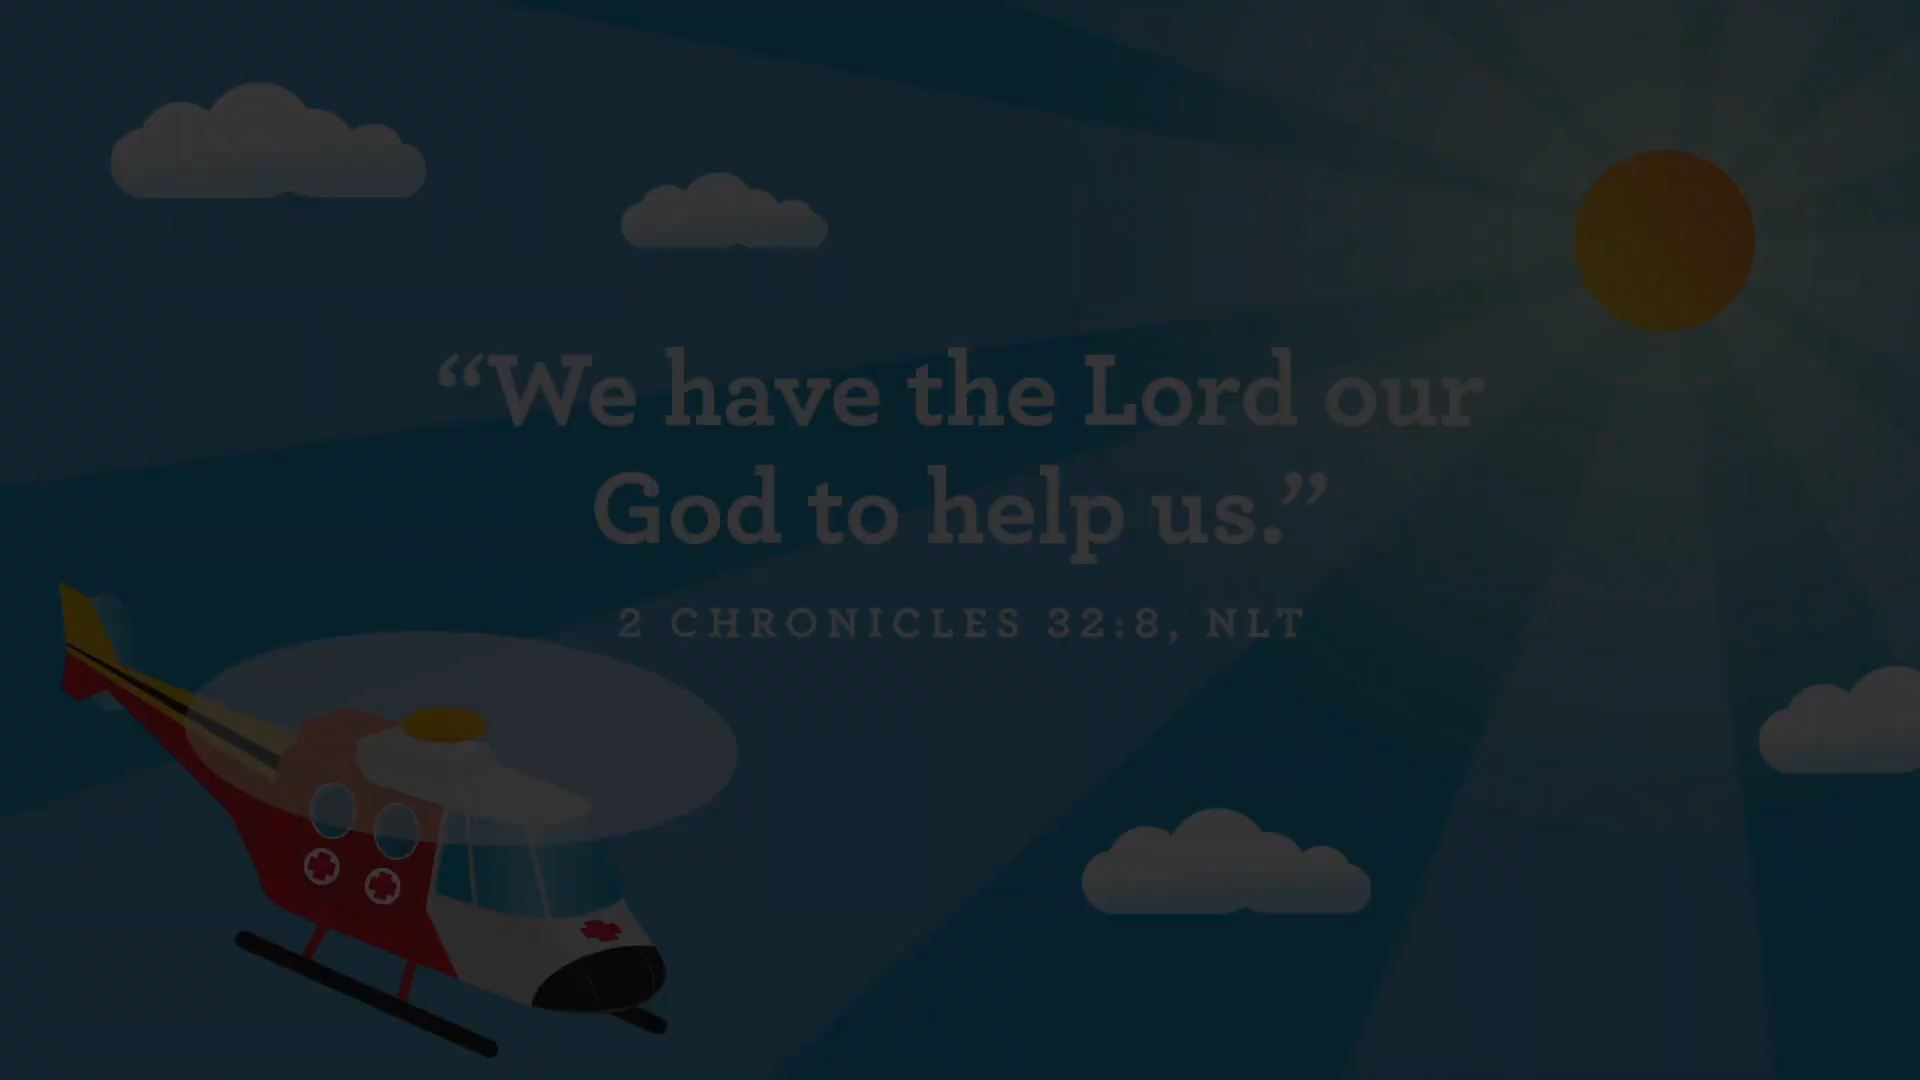 “We have the Lord our
God to help us.”
2 CHRONICLES 32:8, NLT